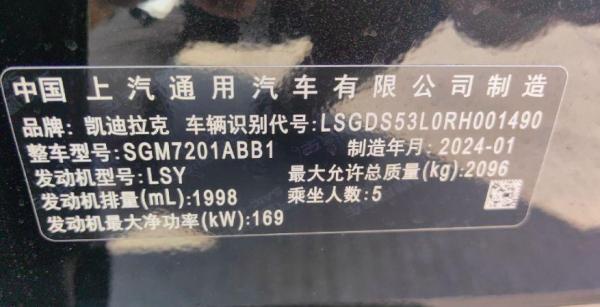 中国 上汽通用汽车有限公司制造
品牌: 凯迪拉克 车辆识别代号: LSGDS53L0RH001490
整车型号: SGM7201ABB1 制造年月: 2024-01
发动机型号: LSY 最大允许总质量(kg): 2096
发动机排量(mL): 1998 乘坐人数: 5
发动机最大净功率(kW): 169